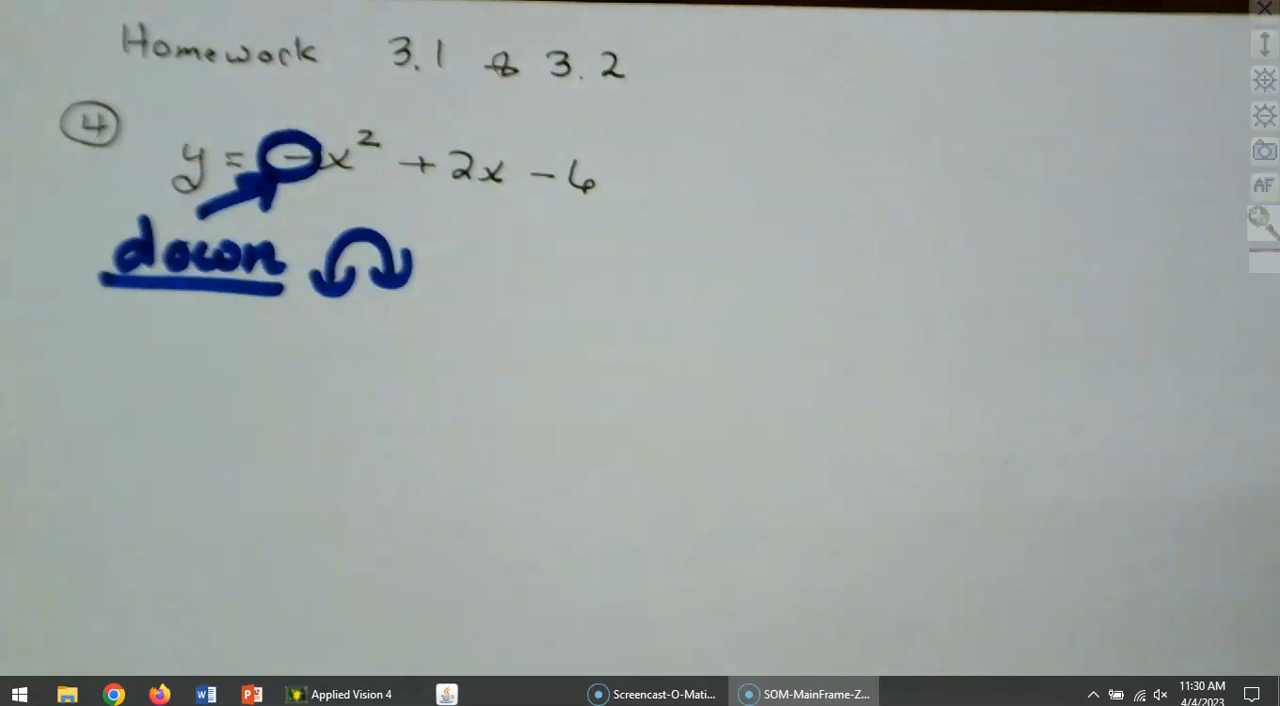 Homework 3.1 & 3.2
4
y = -x² + 2x - 6
down
AF
Applied Vision 4
Screencast-O-Mati...
SOM-MainFrame-Z...
11:30 AM
4/4/2023